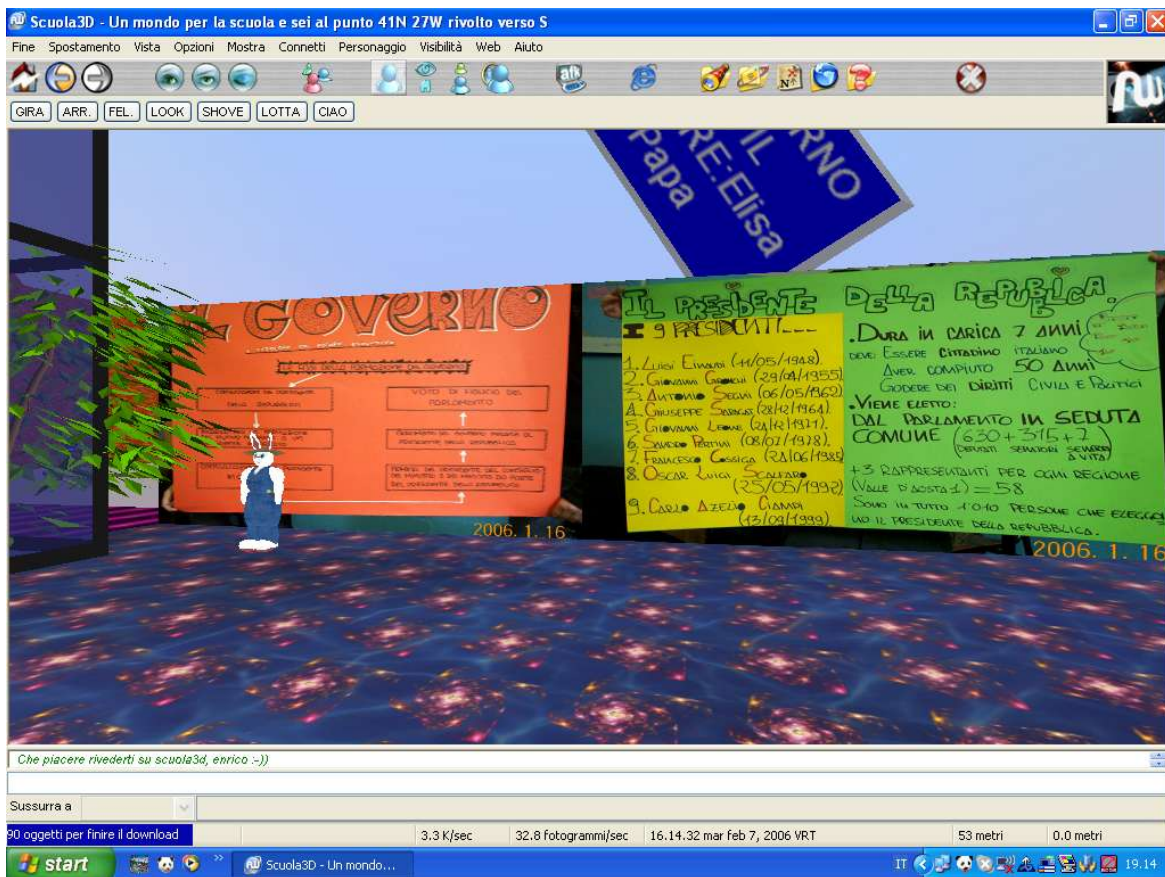 Scuola3D - Un mondo per la scuola e sei al punto 41N 27W rivolto verso S
Fine Spostamento Vista Opzioni Mostra Connetti Personaggio Visibilità Web Aiuto
afk
GIRA ARR. FEL. LOOK SHOVE LOTTA CIAO
RNO
IL
RE:Elisa
Papa
IL GOVERNO
VOTO DI FIDUCIA DEL
PARLAMENTO
2006. 1. 16
IL PRESIDENTE DELLA REPUBBLICA.
I 9 PRESIDENTI...
1. Luigi Einaudi (11/05/1948)
2. Giovanni Gronchi (29/04/1955)
3. Antonio Segni (06/05/1962)
4. Giuseppe Saragat (28/12/1964)
5. Giovanni Leone (24/12/1971).
6. Sandro Pertini (08/07/1978).
7. Francesco Cossiga (24/06/1985)
8. Oscar Luigi Scalfaro
(25/05/1992)
9. Carlo Azelio Ciampi
(13/09/1999)
.DURA IN CARICA 7 ANNI
DEVE ESSERE CITTADINO ITALIANO
AVER COMPIUTO 50 ANNI
GODERE DEI DIRITTI CIVILI E POLITICI
.VIENE ELETTO:
DAL PARLAMENTO IN SEDUTA
COMUNE (630+315+7)
+3 RAPPRESENTANTI PER OGNI REGIONE
(VALLE D'AOSTA 1) = 58
SONO IN TUTTO 1'010 PERSONE CHE ELEGGO
NO IL PRESIDENTE DELLA REPUBBLICA.
2006. 1. 16
Che piacere rivederti su scuola3d, enrico :-))
Sussurra a
90 oggetti per finire il download 3.3 K/sec 32.8 fotogrammi/sec 16.14.32 mar feb 7, 2006 VRT 53 metri 0.0 metri
start Scuola3D - Un mondo... IT 19.14